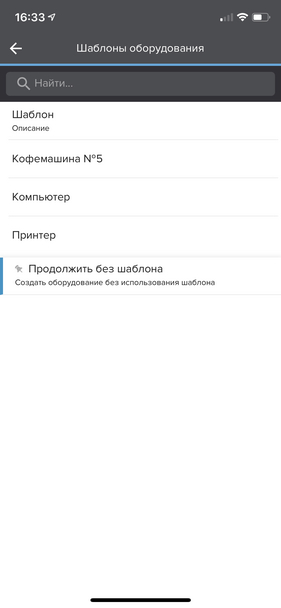 16:33
Шаблоны оборудования
Найти...
Шаблон
Описание
Кофемашина №5
Компьютер
Принтер
Продолжить без шаблона
Создать оборудование без использования шаблона